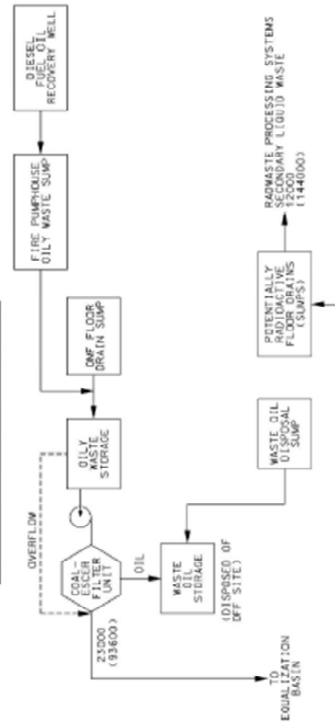 DIESEL
FUEL OIL
RECOVERY WELL
FIRE PUMPHOUSE
OILY WASTE SUMP
OMF FLOOR
DRAIN SUMP
OILY
WASTE
STORAGE
OVERFLOW
COAL-
ESCER
FILTER
UNIT
OIL
23000
(93600)
WASTE
OIL
STORAGE
(DISPOSED OF
OFF SITE)
TO
EQUALIZATION
BASIN
WASTE OIL
DISPOSAL
SUMP
POTENTIALLY
RADIOACTIVE
FLOOR DRAINS
(SUMPS)
RADWASTE PROCESSING SYSTEMS
SECONDARY LIQUID WASTE
12000
(144000)